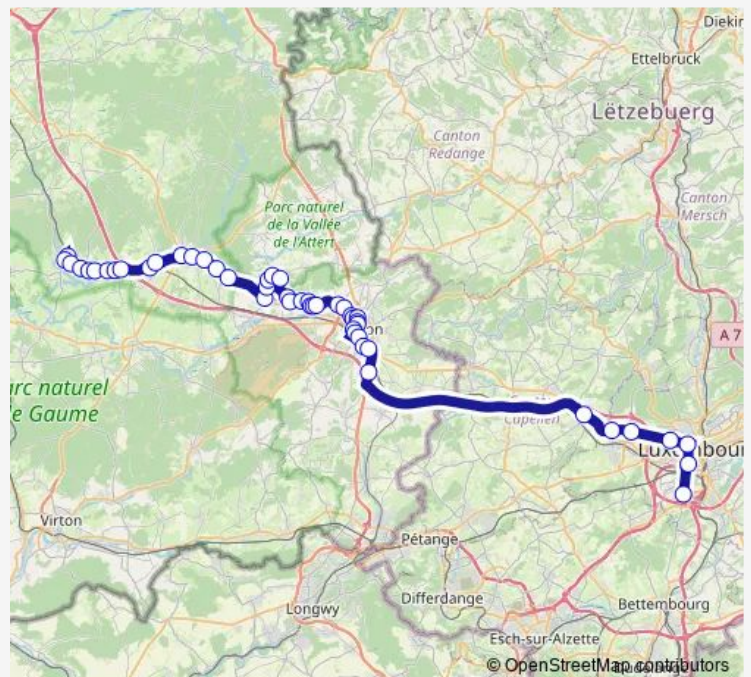 Diekir
Ettelbruck
Lëtzebuerg
Canton
Redange
Canton
Mersch
Parc naturel
de la Vallée
de l'Attert
A 7
on
arc naturel
e Gaume
Capellen
Luxembour
Virton
Pétange
Longwy
Differdange
Bettembourg
Esch-sur-Alzette
© OpenStreetMap contributors